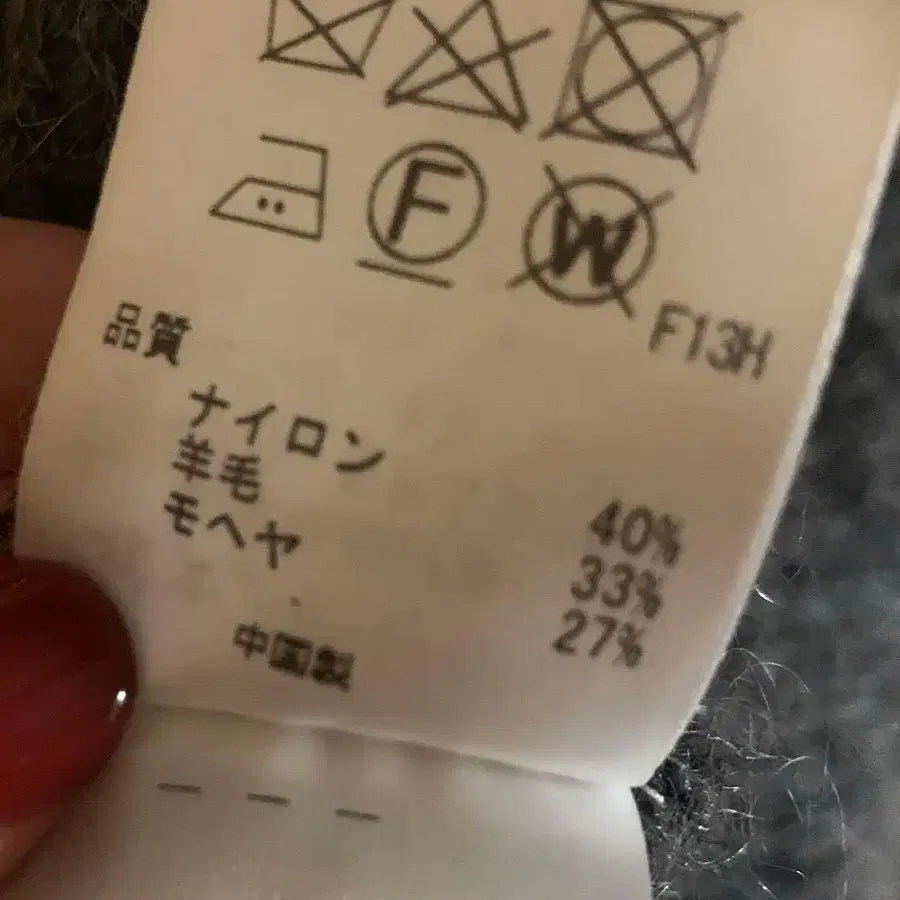 F
W
F13H
品質
ナイロン 40%
羊毛 33%
モヘヤ 27%
中国製